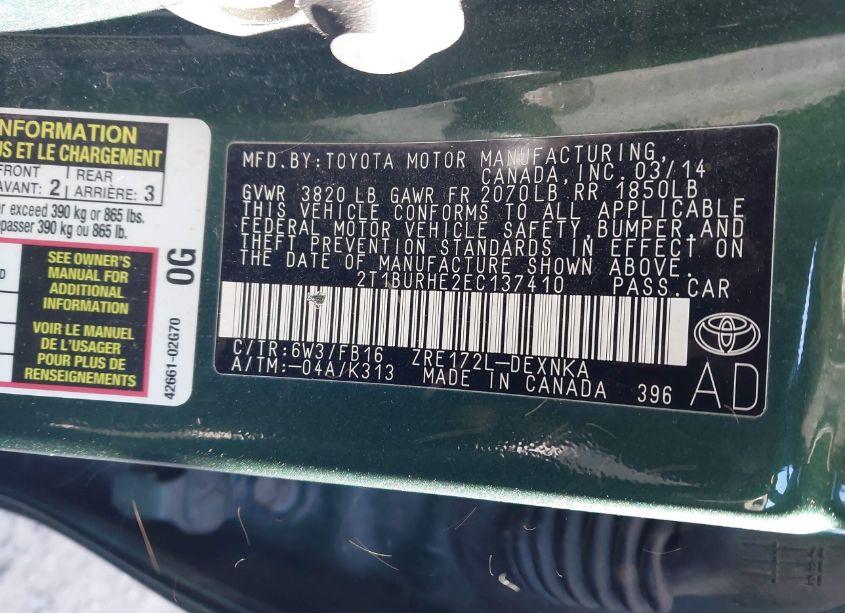 INFORMATION
US ET LE CHARGEMENT
FRONT
AVANT: 2
REAR
ARRIÈRE: 3
exceed 390 kg or 865 lbs.
passer 390 kg ou 865 lb.
SEE OWNER'S
MANUAL FOR
ADDITIONAL
INFORMATION
VOIR LE MANUEL
DE L'USAGER
POUR PLUS DE
RENSEIGNEMENTS
0G
42661-02G70
MFD.BY:TOYOTA MOTOR MANUFACTURING,
CANADA, INC. 03/14
GVWR 3820 LB GAWR FR 2070LB RR 1850LB
THIS VEHICLE CONFORMS TO ALL APPLICABLE
FEDERAL MOTOR VEHICLE SAFETY, BUMPER, AND
THEFT PREVENTION STANDARDS IN EFFECT ON
THE DATE OF MANUFACTURE SHOWN ABOVE.
2T1BURHE2EC137410 PASS.CAR
C/TR:6W3/FB16 ZRE172L-DEXNKA
A/TM:-04A/K313 MADE IN CANADA 396
AD